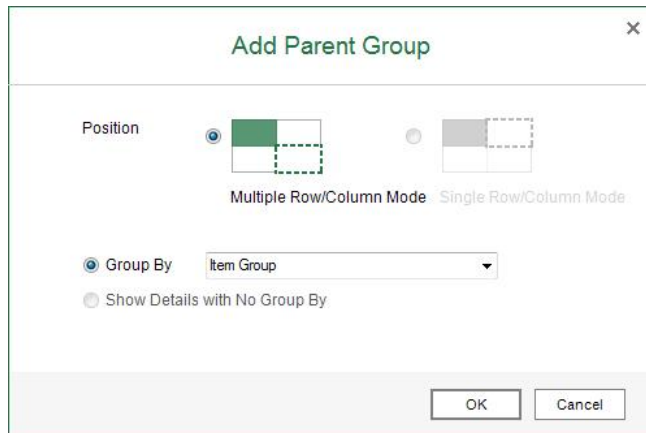 Add Parent Group
Position
Multiple Row/Column Mode Single Row/Column Mode
Group By Item Group
Show Details with No Group By
OK Cancel